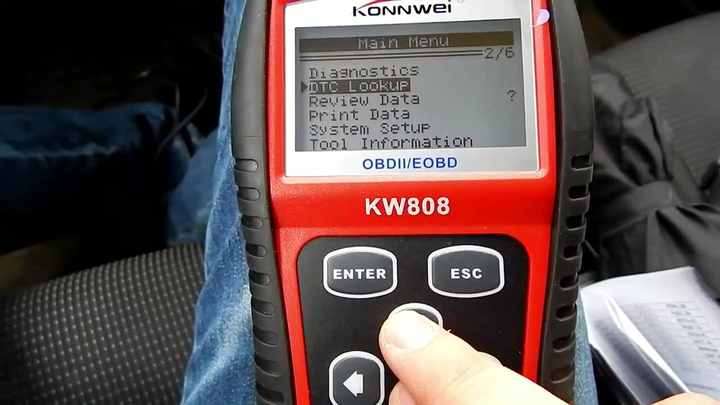 KONNWEI
Main Menu
2/6
Diagnostics
DTC Lookup
Review Data
?
Print Data
System Setup
Tool Information
OBDII/EOBD
KW808
ENTER
ESC